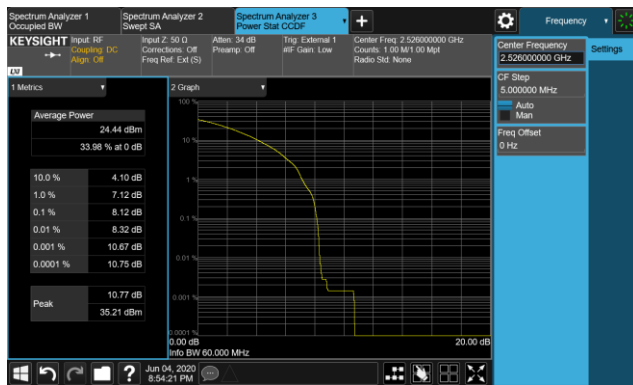 Spectrum Analyzer 1
Occupied BW
Spectrum Analyzer 2
Swept SA
Spectrum Analyzer 3
Power Stat CCDF
Frequency
KEYSIGHT
Input: RF
Coupling: DC
Align: Off
Input Z: 50 Ω
Corrections: Off
Freq Ref: Ext (S)
Atten: 34 dB
Preamp: Off
Trig: External 1
#IF Gain: Low
Center Freq: 2.526000000 GHz
Counts: 1.00 M/1.00 Mpt
Radio Std: None
LXI
Center Frequency
2.526000000 GHz
Settings
CF Step
5.000000 MHz
Auto
Man
Freq Offset
0 Hz
1 Metrics
2 Graph
Average Power
24.44 dBm
33.98 % at 0 dB
10.0 % 4.10 dB
1.0 % 7.12 dB
0.1 % 8.12 dB
0.01 % 8.32 dB
0.001 % 10.67 dB
0.0001 % 10.75 dB
Peak 10.77 dB
35.21 dBm
100 %
10 %
1 %
0.1 %
0.01 %
0.001 %
0.0001 %
0.00 dB 20.00 dB
Info BW 60.000 MHz
Jun 04, 2020
8:54:21 PM